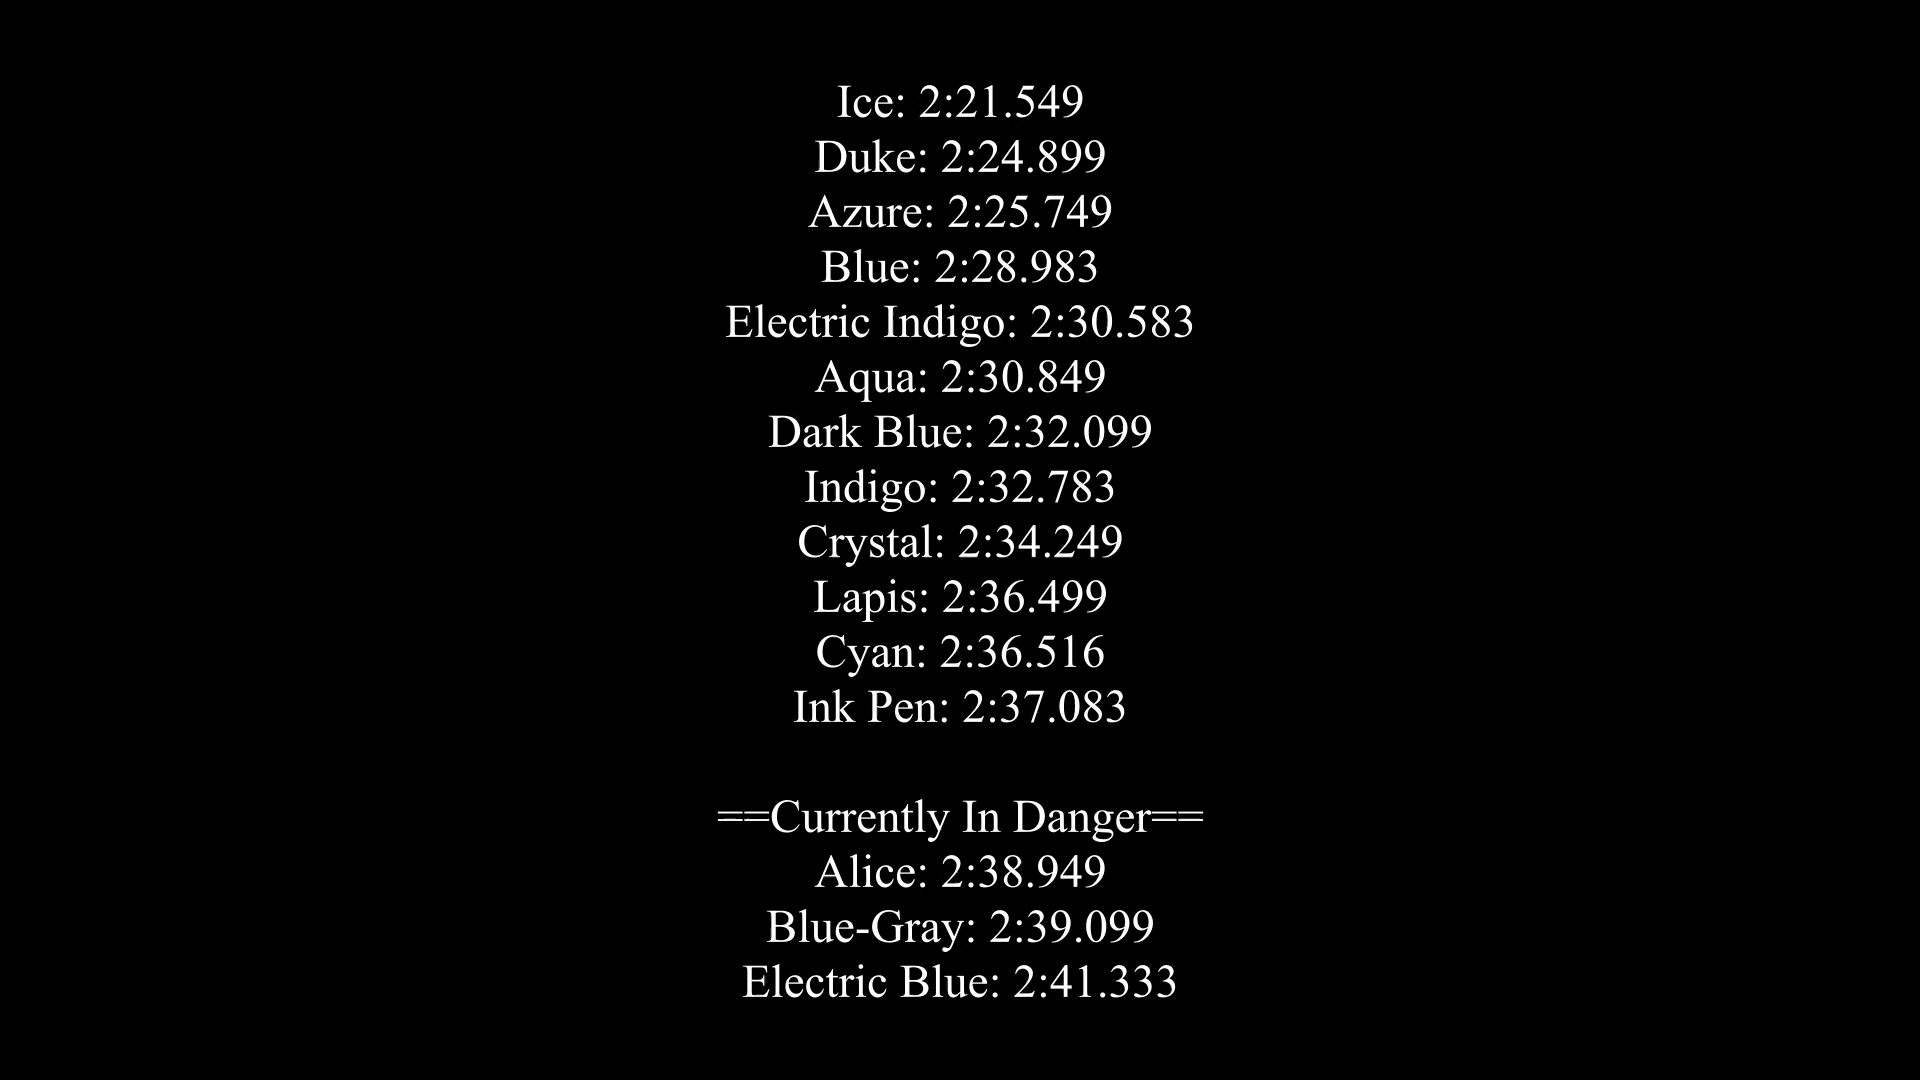 Ice: 2:21.549
Duke: 2:24.899
Azure: 2:25.749
Blue: 2:28.983
Electric Indigo: 2:30.583
Aqua: 2:30.849
Dark Blue: 2:32.099
Indigo: 2:32.783
Crystal: 2:34.249
Lapis: 2:36.499
Cyan: 2:36.516
Ink Pen: 2:37.083
==Currently In Danger==
Alice: 2:38.949
Blue-Gray: 2:39.099
Electric Blue: 2:41.333